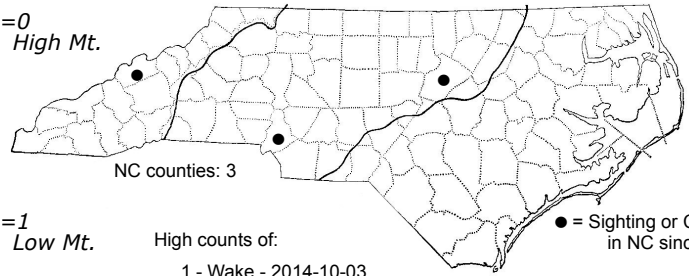 =0
High Mt.
NC counties: 3
=1
Low Mt.
High counts of:
● = Sighting or
in NC
1 - Wake - 2014-10-03